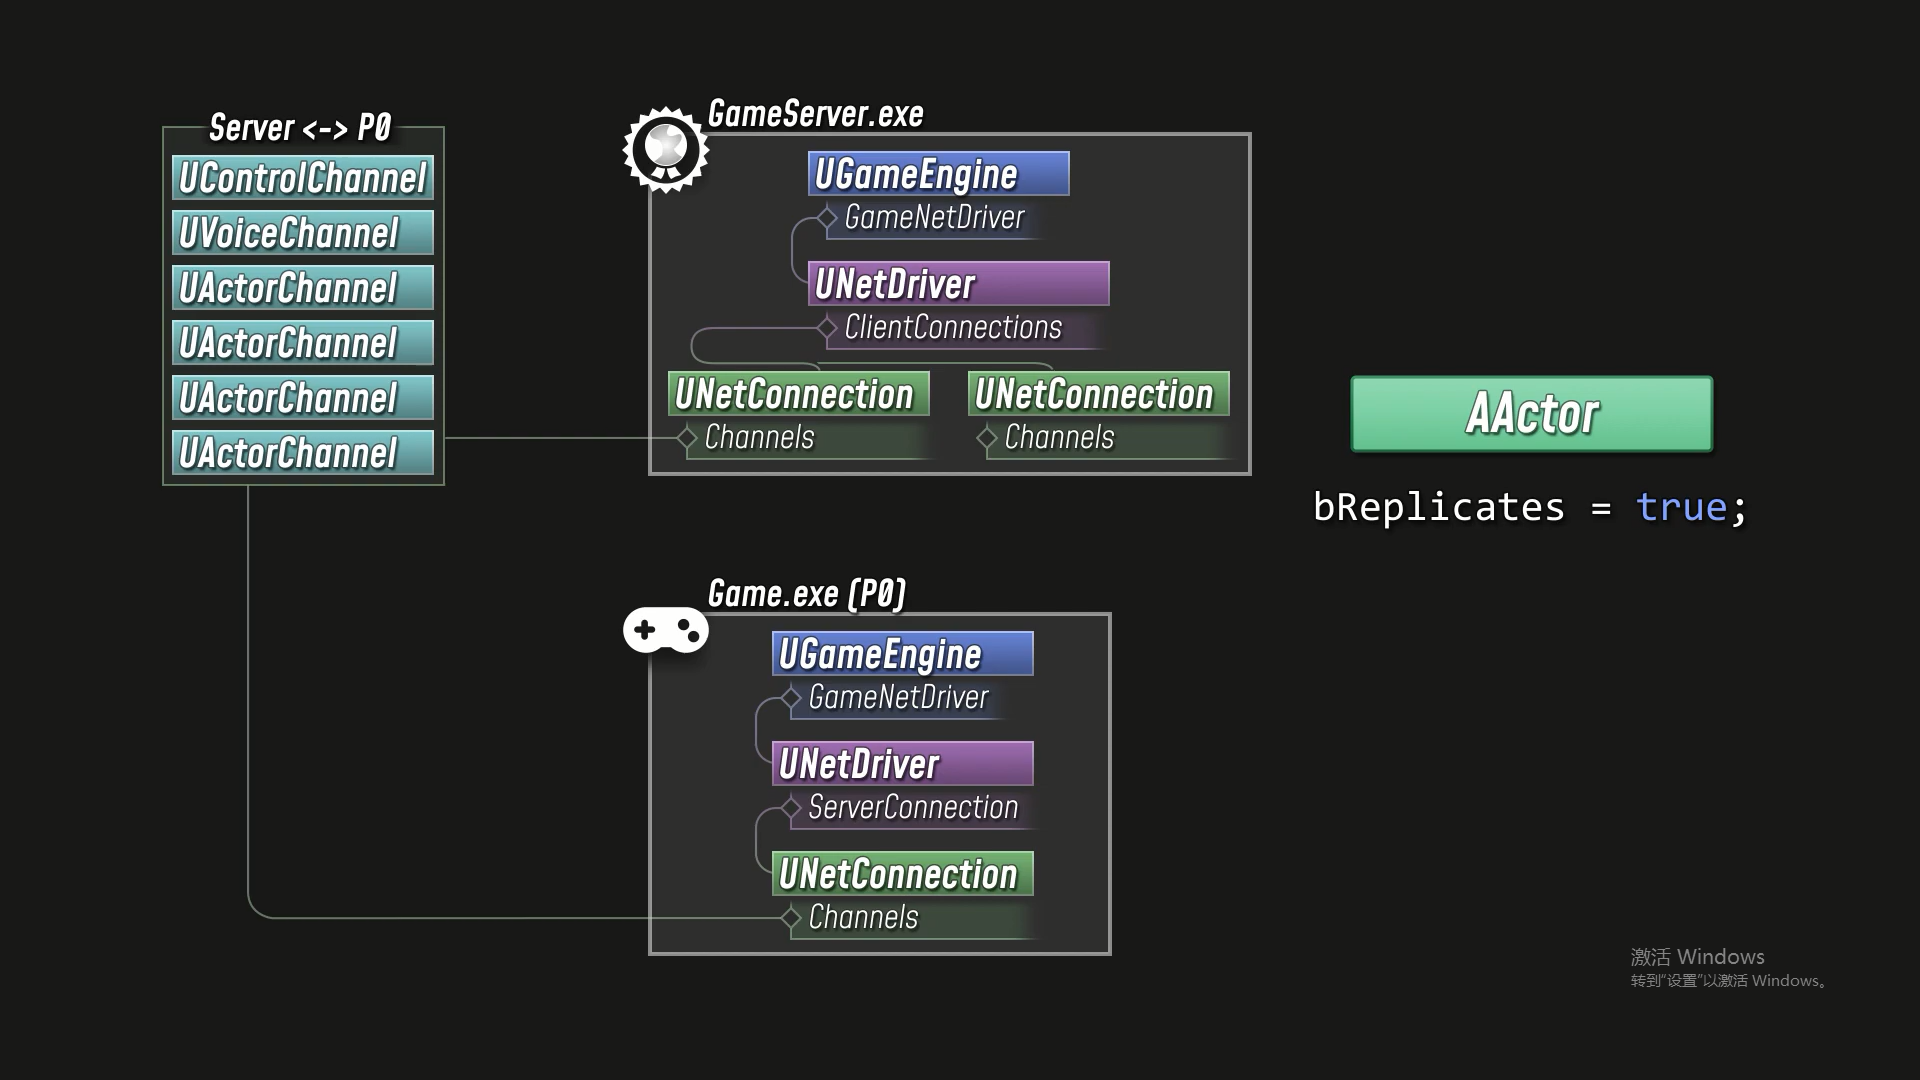 Server <-> P0
UControlChannel
UVoiceChannel
UActorChannel
UActorChannel
UActorChannel
UActorChannel
GameServer.exe
UGameEngine
GameNetDriver
UNetDriver
ClientConnections
UNetConnection
Channels
UNetConnection
Channels
AActor
bReplicates = true;
Game.exe (P0)
UGameEngine
GameNetDriver
UNetDriver
ServerConnection
UNetConnection
Channels
激活 Windows
转到“设置”以激活 Windows。